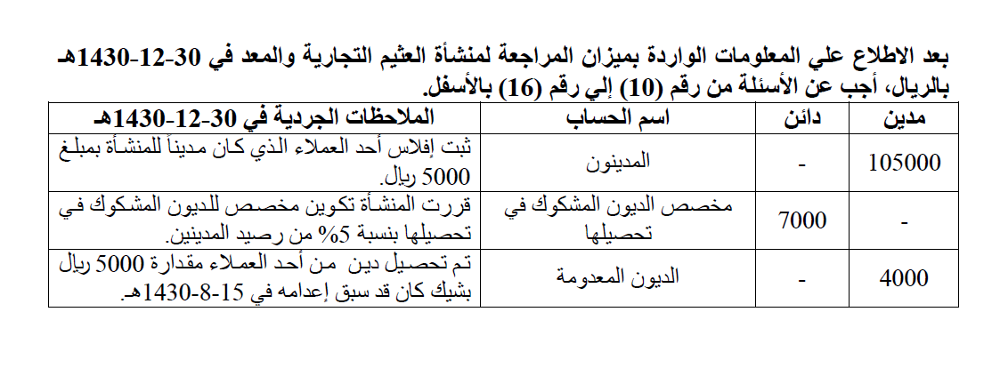 بعد الاطلاع علي المعلومات الواردة بميزان المراجعة لمنشأة العثيم التجارية والمعد في 30-12-1430هـ
بالريال، أجب عن الأسئلة من رقم (10) إلي رقم (16) بالأسفل.
مدين دائن اسم الحساب الملاحظات الجردية في 30-12-1430هـ
105000 - المدينون ثبت إفلاس أحد العملاء الذي كان مديناً للمنشأة بمبلغ
5000 ريال.
- 7000 مخصص الديون المشكوك في تحصيلها قررت المنشأة تكوين مخصص للديون المشكوك في
تحصيلها بنسبة 5% من رصيد المدينين.
4000 - الديون المعدومة تم تحصيل دين من أحد العملاء مقدارة 5000 ريال
بشيك كان قد سبق إعدامه في 15-8-1430هـ.